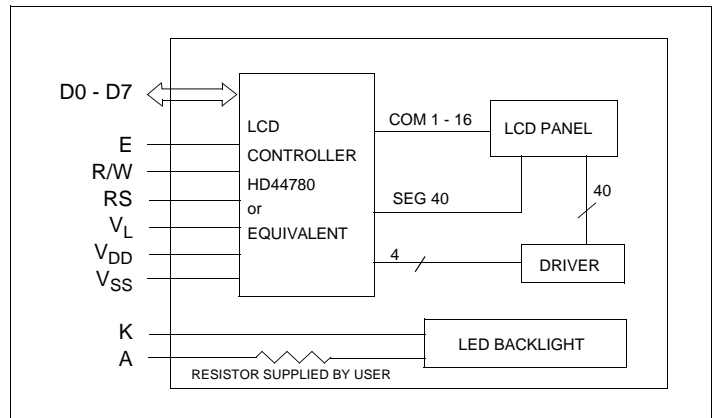 D0 - D7
E
R/W
RS
VL
VDD
VSS
K
A
LCD
CONTROLLER
HD44780
or
EQUIVALENT
COM 1 - 16
SEG 40
4
LCD PANEL
40
DRIVER
LED BACKLIGHT
RESISTOR SUPPLIED BY USER